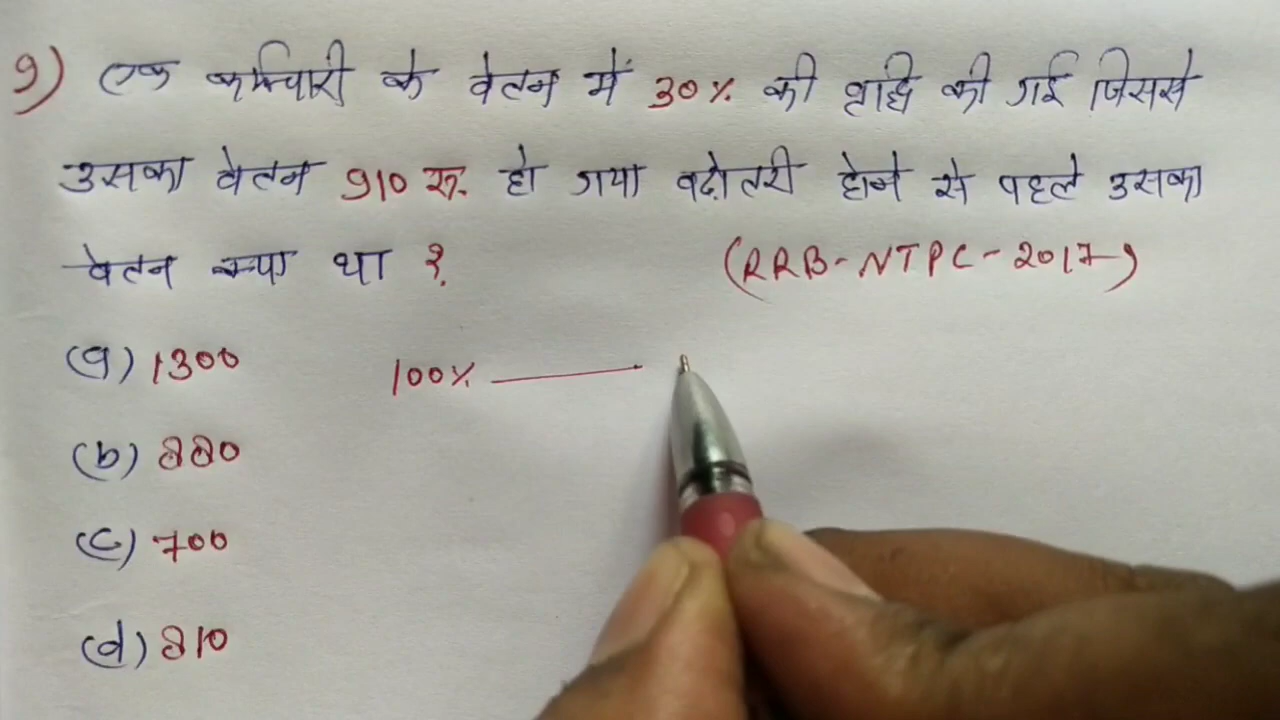 9) एक कर्मचारी के वेतन में 30% की वृद्धि की गई जिससे
उसका वेतन 910 रू. हो गया बढ़ोतरी होने से पहले उसका
वेतन क्या था ?
(RRB-NTPC-2017)
(a) 1300
100% —
(b) 880
(c) 700
(d) 810